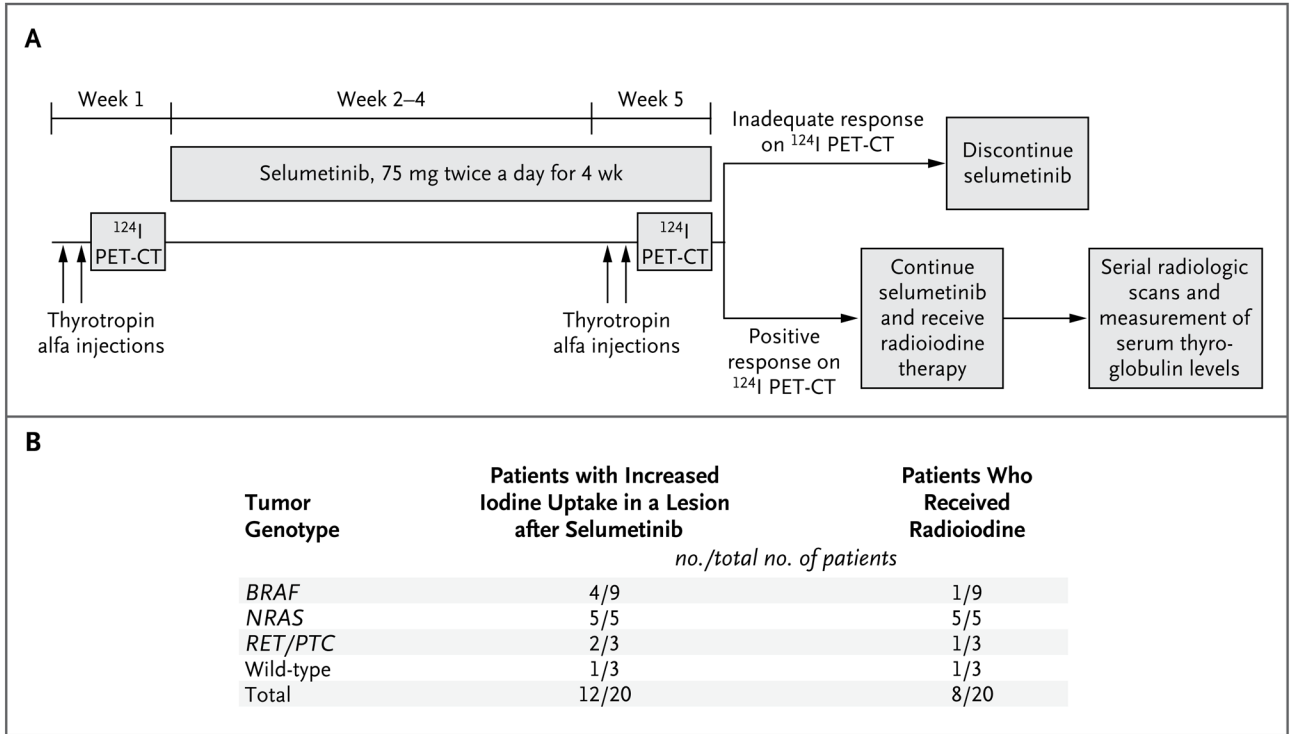 A
Week 1
Week 2–4
Week 5
Selumetinib, 75 mg twice a day for 4 wk
124I
PET-CT
124I
PET-CT
Thyrotropin
alfa injections
Thyrotropin
alfa injections
Inadequate response
on 124I PET-CT
Discontinue
selumetinib
Positive
response on
124I PET-CT
Continue
selumetinib
and receive
radioiodine
therapy
Serial radiologic
scans and
measurement of
serum thyro-
globulin levels
B
Tumor
Genotype
Patients with Increased
Iodine Uptake in a Lesion
after Selumetinib
Patients Who
Received
Radioiodine
no./total no. of patients
BRAF 4/9 1/9
NRAS 5/5 5/5
RET/PTC 2/3 1/3
Wild-type 1/3 1/3
Total 12/20 8/20